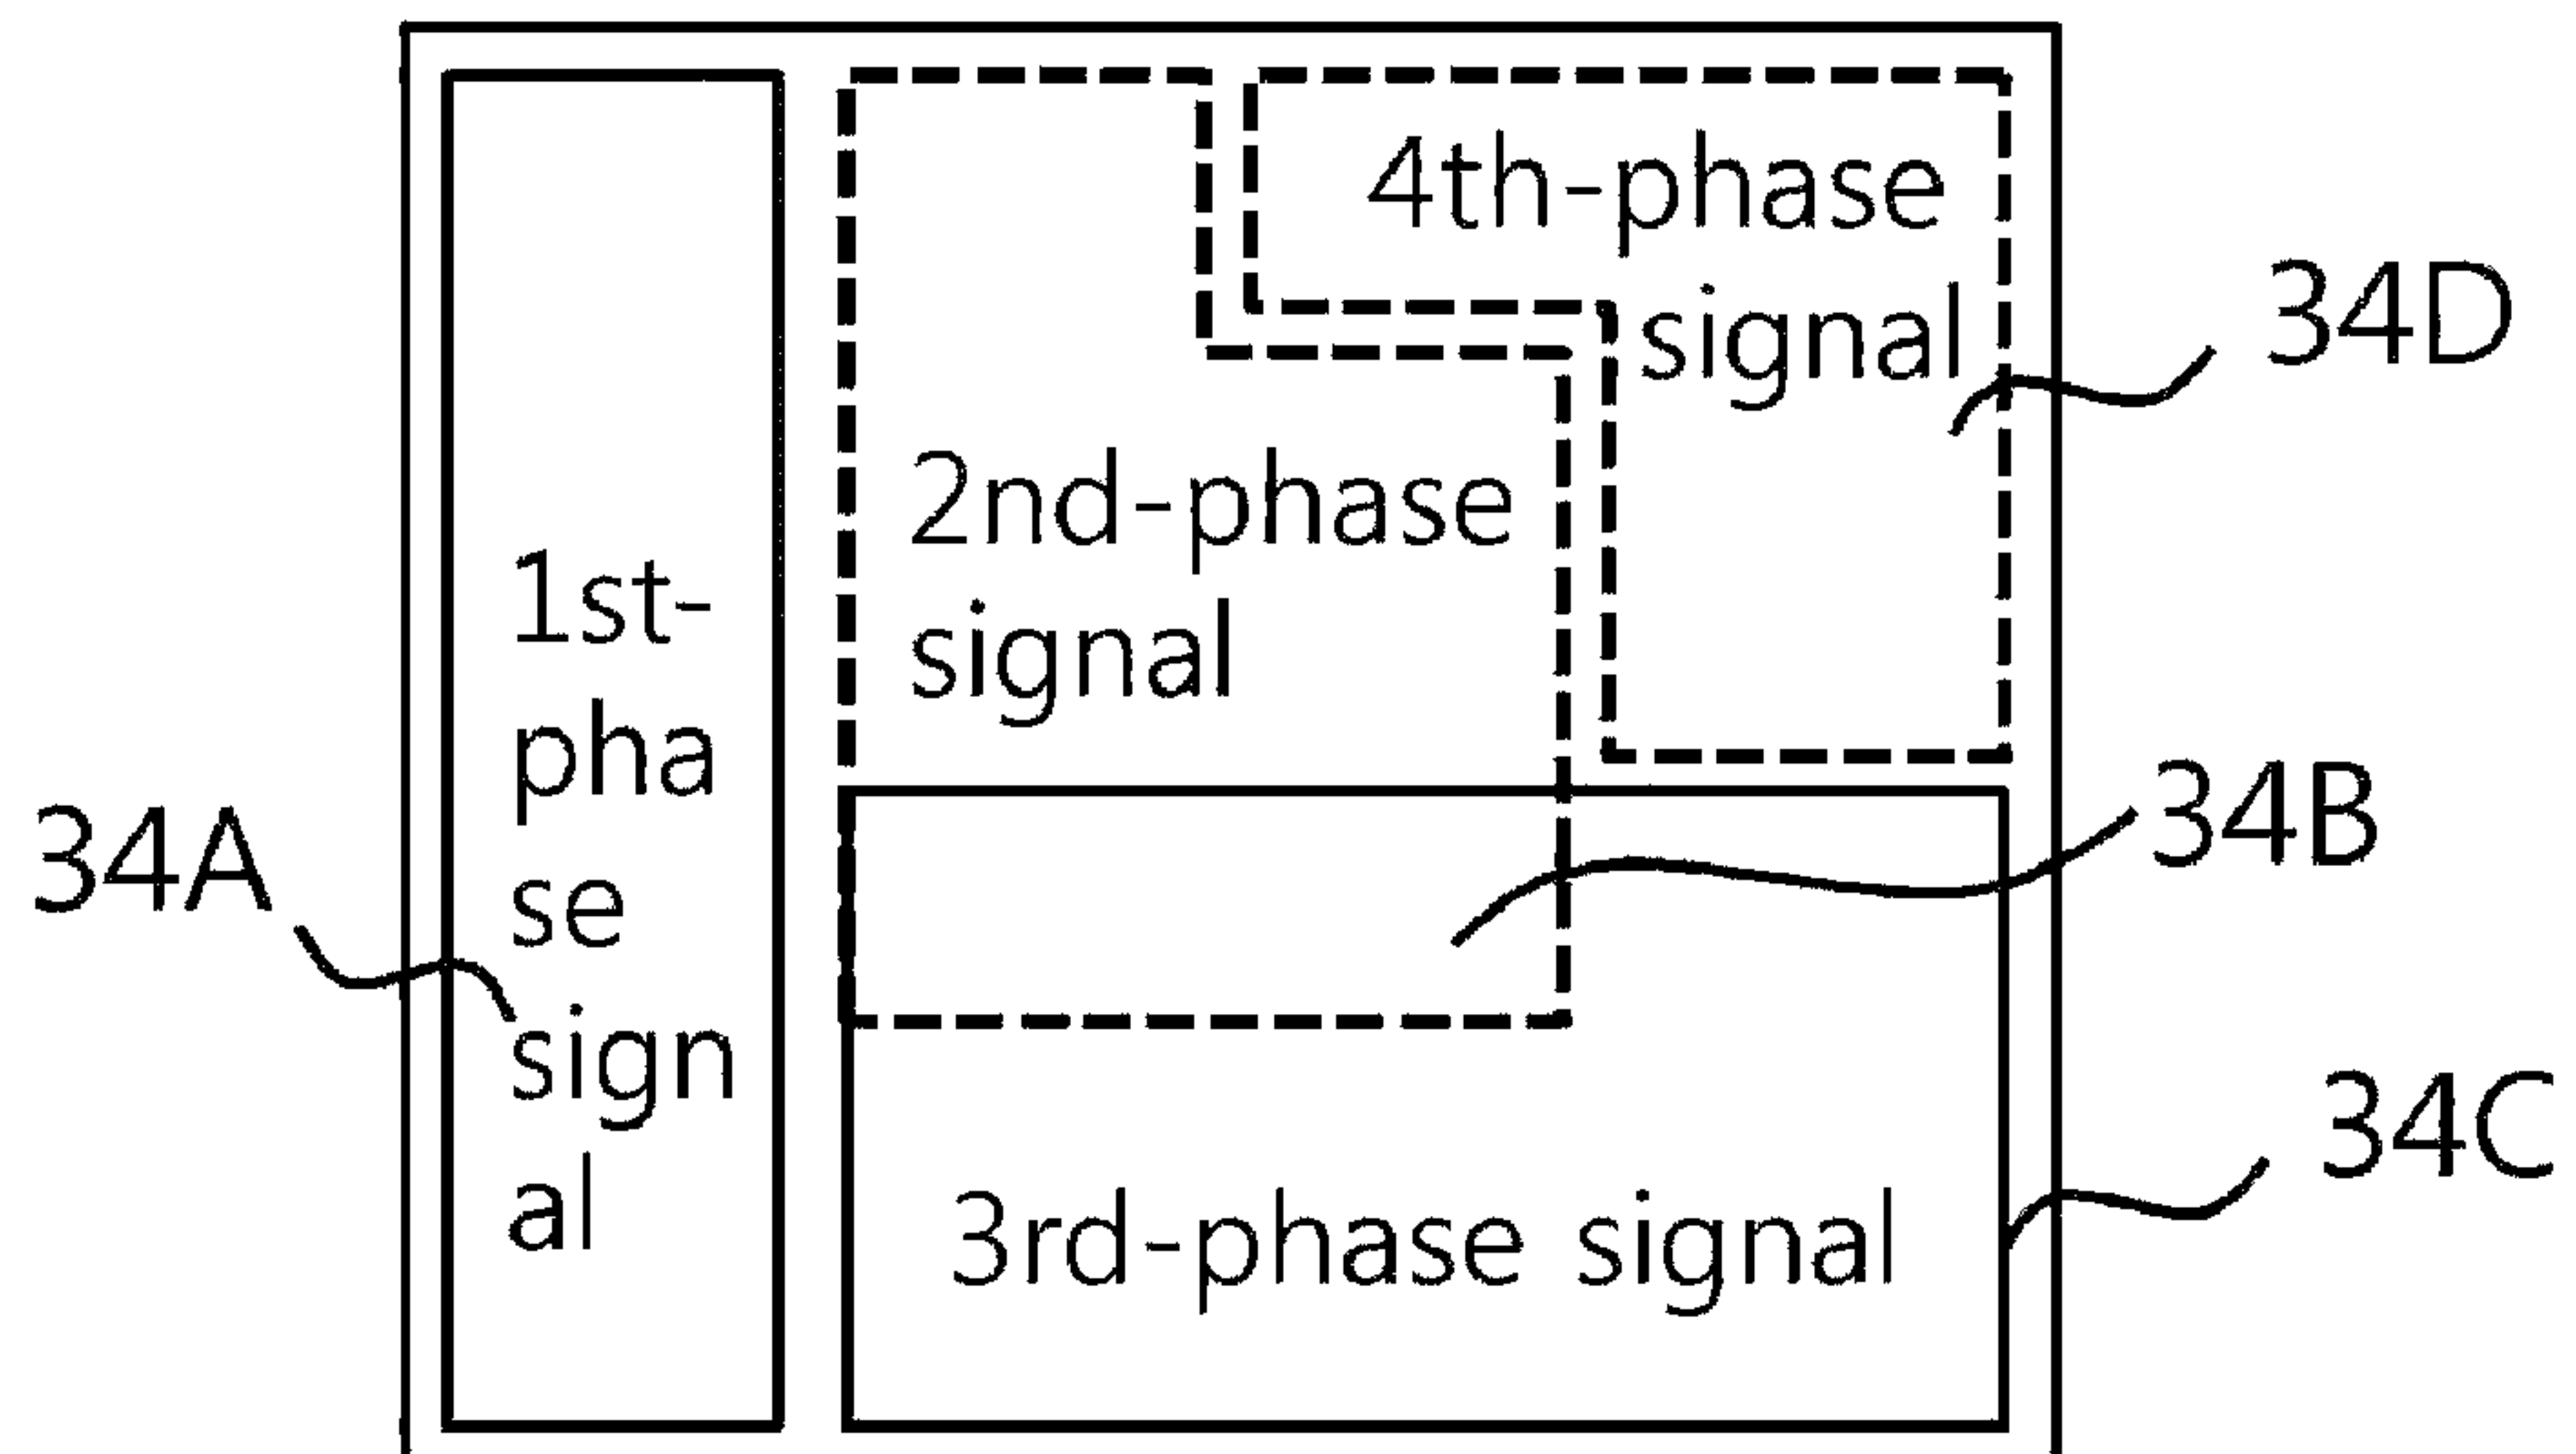 4th-phase
signal
34D
2nd-phase
signal
1st-
pha
se
sign
al
34A
34B
34C
3rd-phase signal